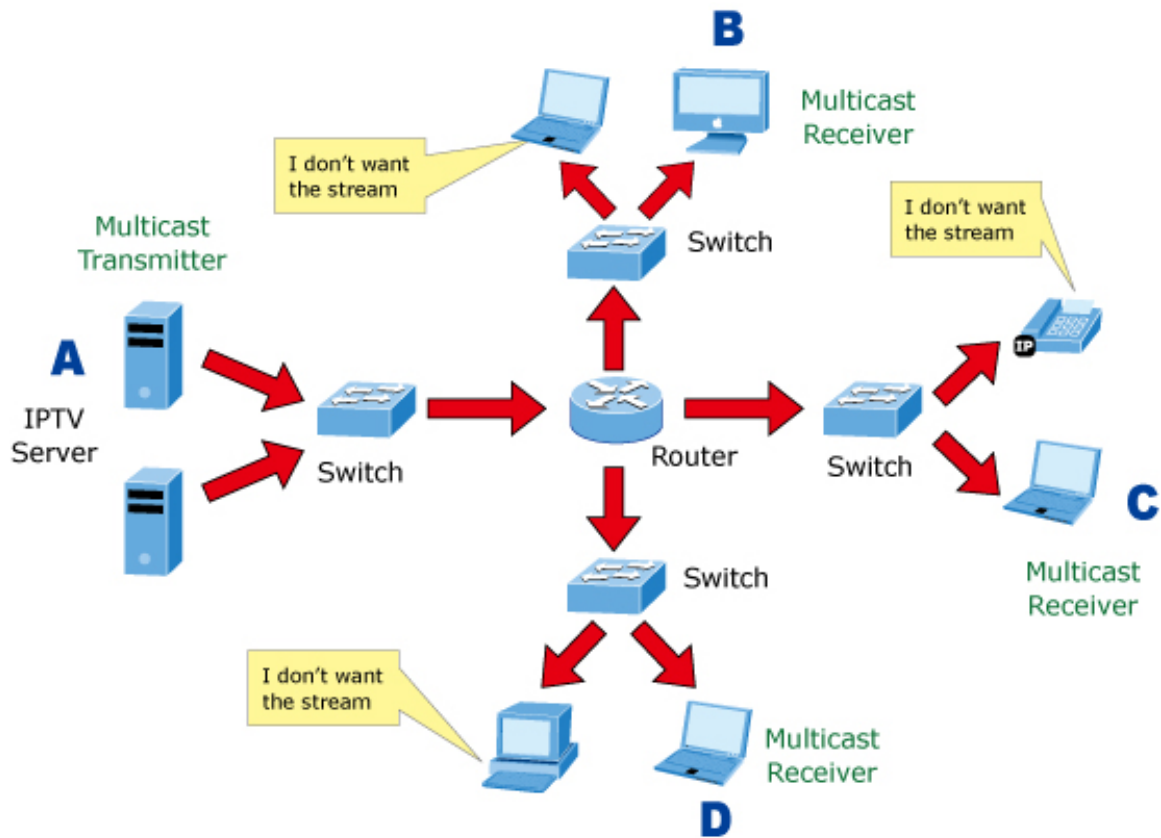 B
Multicast
Receiver
I don't want
the stream
Switch
I don't want
the stream
Multicast
Transmitter
A
IPTV
Server
Switch
Router
IP
Switch
C
Multicast
Receiver
Switch
I don't want
the stream
Multicast
Receiver
D